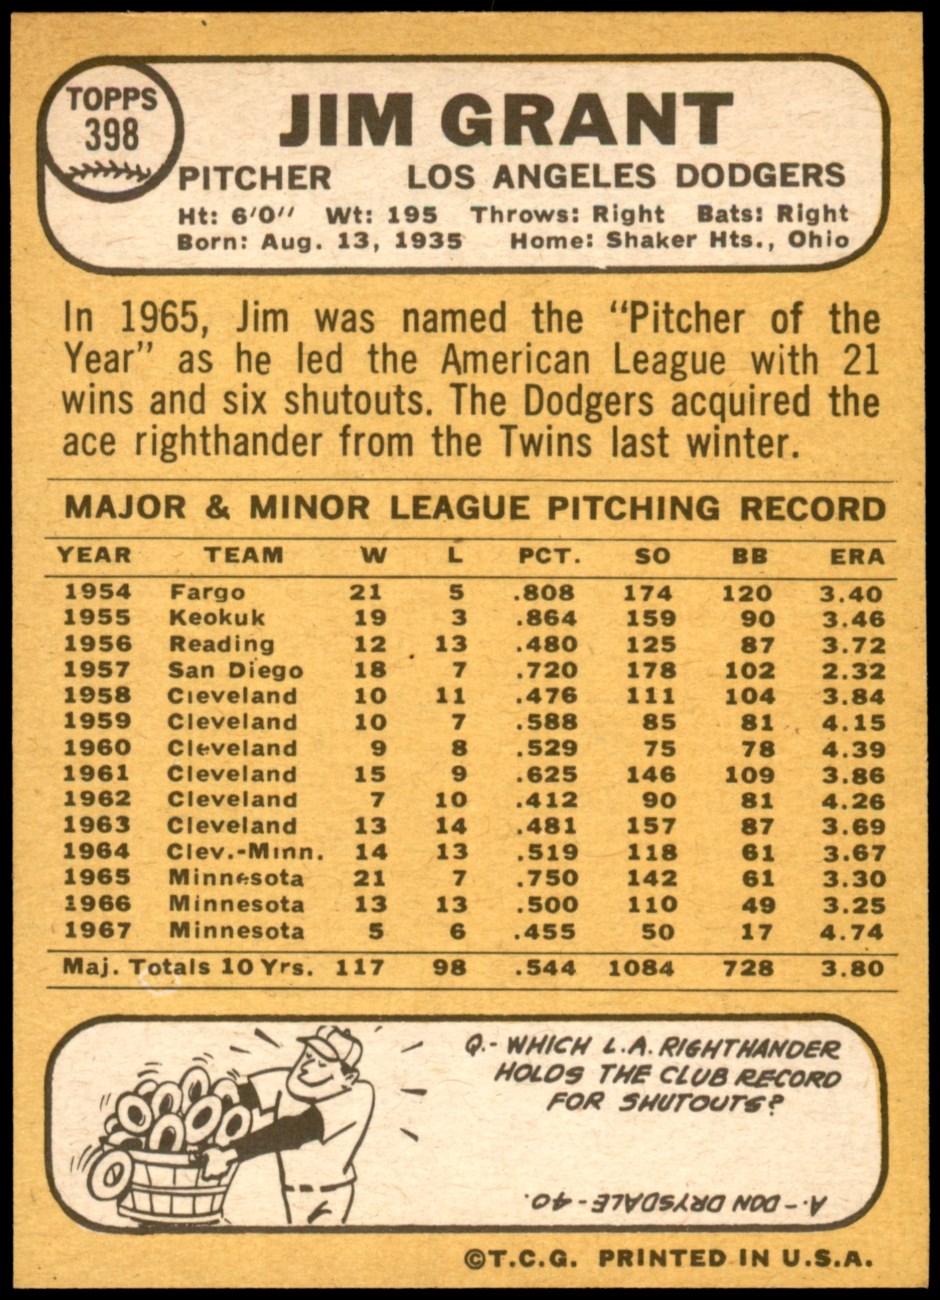 TOPPS
398
JIM GRANT
PITCHER LOS ANGELES DODGERS
Ht: 6'0" Wt: 195 Throws: Right Bats: Right
Born: Aug. 13, 1935 Home: Shaker Hts., Ohio
In 1965, Jim was named the "Pitcher of the
Year" as he led the American League with 21
wins and six shutouts. The Dodgers acquired the
ace righthander from the Twins last winter.
MAJOR & MINOR LEAGUE PITCHING RECORD
YEAR TEAM W L PCT. SO BB ERA
1954 Fargo 21 5 .808 174 120 3.40
1955 Keokuk 19 3 .864 159 90 3.46
1956 Reading 12 13 .480 125 87 3.72
1957 San Diego 18 7 .720 178 102 2.32
1958 Cleveland 10 11 .476 111 104 3.84
1959 Cleveland 10 7 .588 85 81 4.15
1960 Cleveland 9 8 .529 75 78 4.39
1961 Cleveland 15 9 .625 146 109 3.86
1962 Cleveland 7 10 .412 90 81 4.26
1963 Cleveland 13 14 .481 157 87 3.69
1964 Clev.-Minn. 14 13 .519 118 61 3.67
1965 Minnesota 21 7 .750 142 61 3.30
1966 Minnesota 13 13 .500 110 49 3.25
1967 Minnesota 5 6 .455 50 17 4.74
Maj. Totals 10 Yrs. 117 98 .544 1084 728 3.80
Q.- WHICH L.A. RIGHTHANDER
HOLDS THE CLUB RECORD
FOR SHUTOUTS?
A.- DON DRYSDALE - 40.
©T.C.G. PRINTED IN U.S.A.